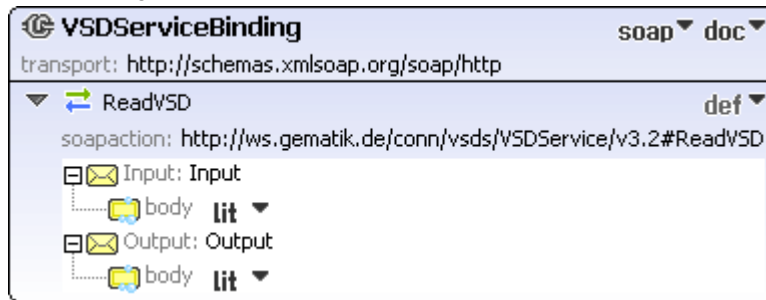 VSDServiceBinding soap doc
transport: http://schemas.xmlsoap.org/soap/http
ReadVSD def
soapaction: http://ws.gematik.de/conn/vsds/VSDService/v3.2#ReadVSD
Input: Input
body lit
Output: Output
body lit